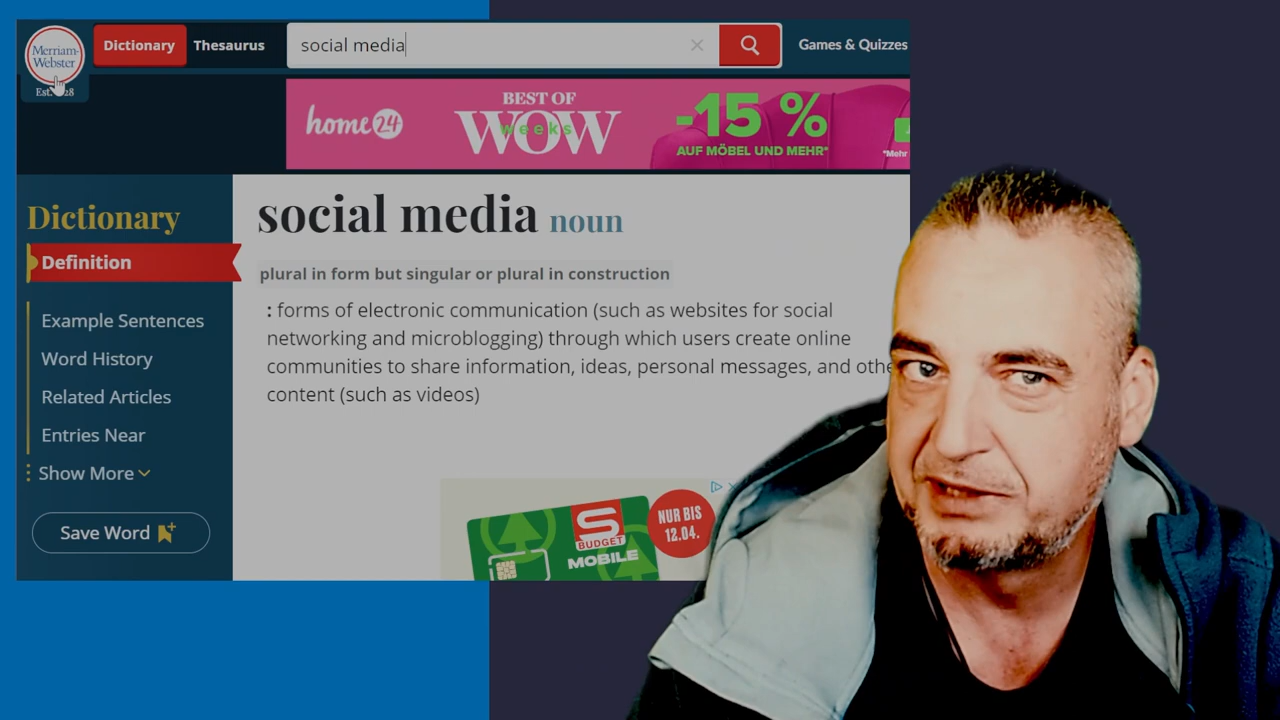 Merriam-
Webster
Dictionary
Thesaurus
social media
Games & Quizzes
home24
BEST OF
WOW
weeks
-15 %
AUF MÖBEL UND MEHR*
*Mehr
Dictionary
Definition
Example Sentences
Word History
Related Articles
Entries Near
Show More
Save Word
social media noun
plural in form but singular or plural in construction
: forms of electronic communication (such as websites for social
networking and microblogging) through which users create online
communities to share information, ideas, personal messages, and
content (such as videos)
S
BUDGET
MOBILE
NUR BIS
12.04.